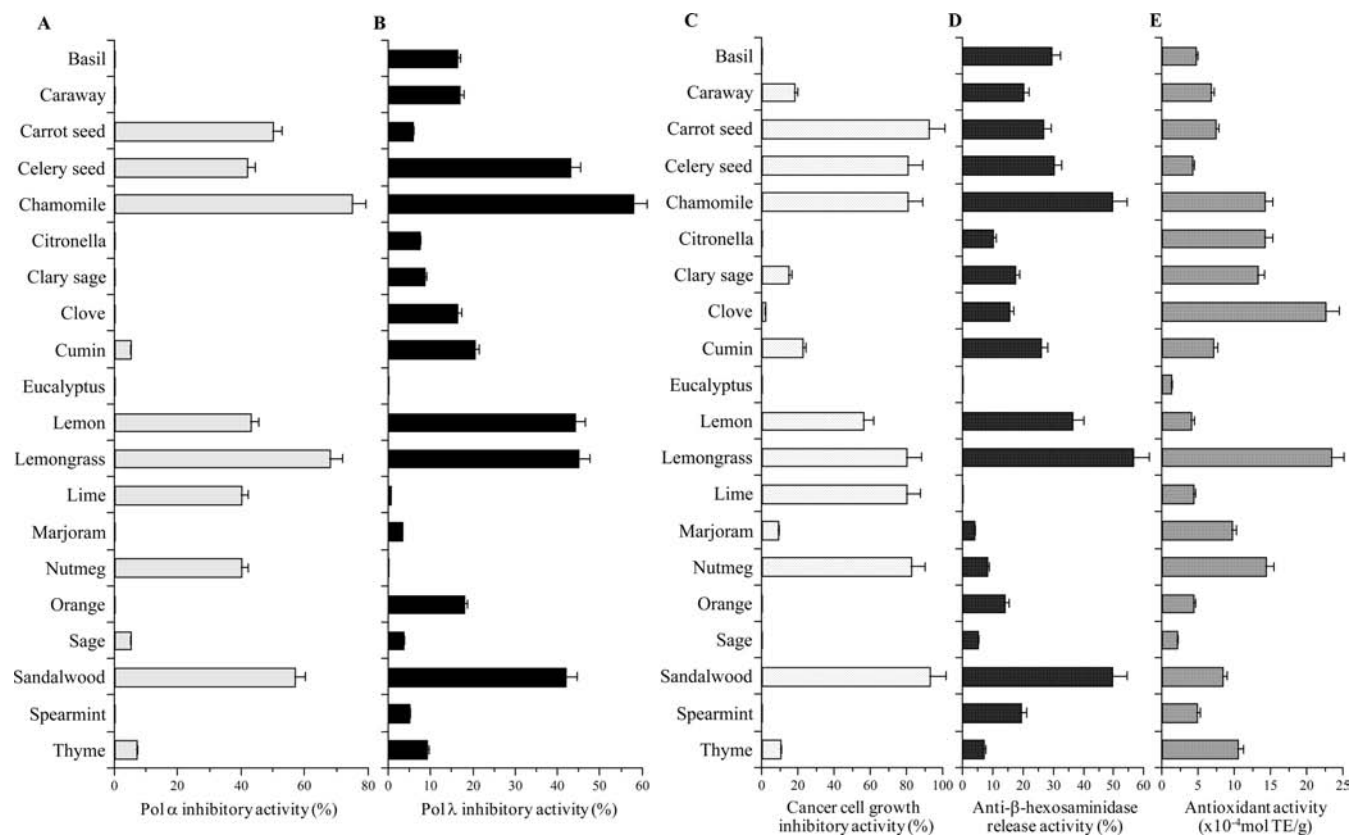 A
B
C
D
E
Basil
Caraway
Carrot seed
Celery seed
Chamomile
Citronella
Clary sage
Clove
Cumin
Eucalyptus
Lemon
Lemongrass
Lime
Marjoram
Nutmeg
Orange
Sage
Sandalwood
Spearmint
Thyme
0 20 40 60 80
Pol α inhibitory activity (%)
0 10 20 30 40 50 60
Pol λ inhibitory activity (%)
Basil
Caraway
Carrot seed
Celery seed
Chamomile
Citronella
Clary sage
Clove
Cumin
Eucalyptus
Lemon
Lemongrass
Lime
Marjoram
Nutmeg
Orange
Sage
Sandalwood
Spearmint
Thyme
0 20 40 60 80 100
Cancer cell growth
inhibitory activity (%)
0 10 20 30 40 50 60
Anti-β-hexosaminidase
release activity (%)
0 5 10 15 20 25
Antioxidant activity
(x10⁻⁴mol TE/g)